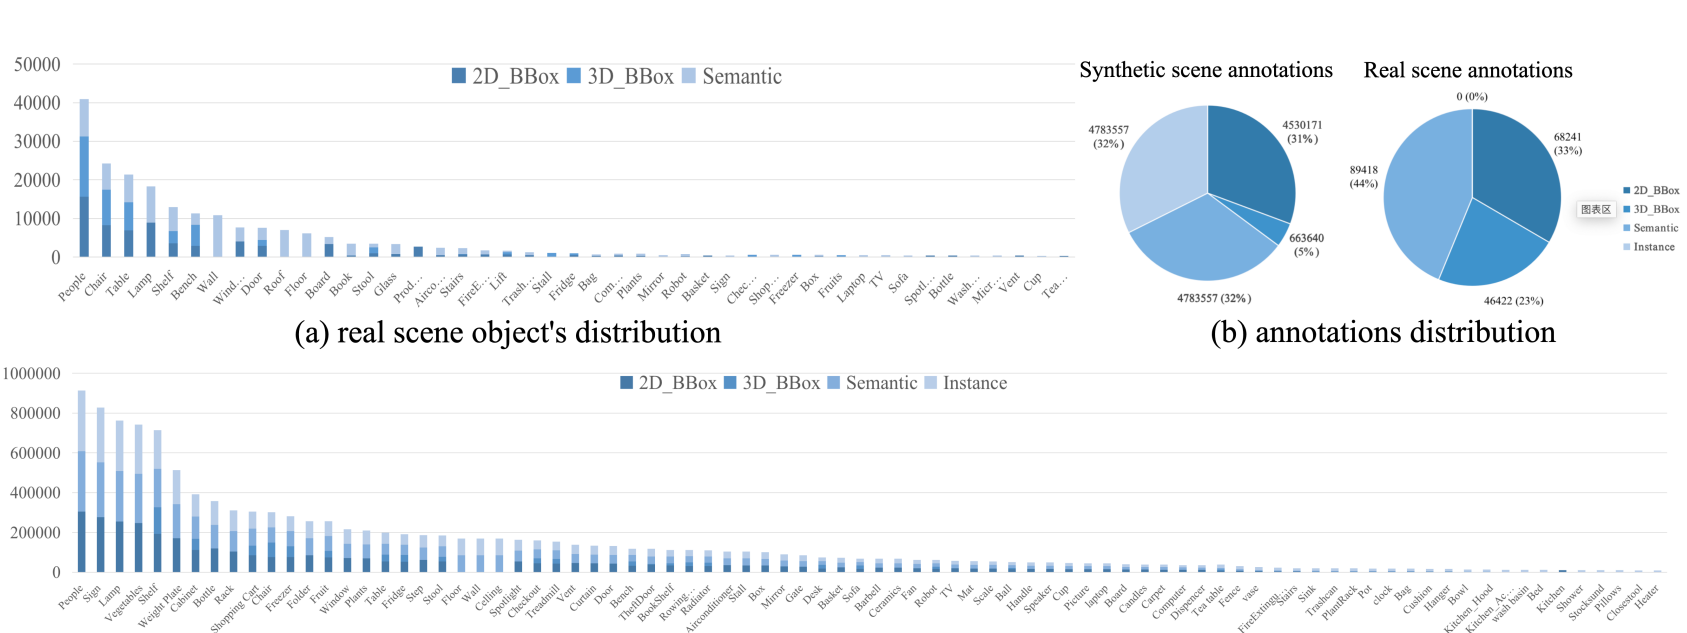 50000
40000
30000
20000
10000
0
2D_BBox 3D_BBox Semantic
People Chair Table Lamp Shelf Bench Wall Wind… Door Roof Floor Board Book Stool Glass Prod… Airco… Stairs FireE… Lift Trash… Stall Fridge Bag Com… Plants Mirror Robot Basket Sign Chec… Shop… Freezer Box Fruits Laptop TV Sofa Spotl… Bottle Wash… Micr… Vent Cup Tea…
(a) real scene object's distribution
Synthetic scene annotations
4783557
(32%)
4530171
(31%)
663640
(5%)
4783557 (32%)
Real scene annotations
0 (0%)
68241
(33%)
89418
(44%)
46422 (23%)
图表区
2D_BBox
3D_BBox
Semantic
Instance
(b) annotations distribution
1000000
800000
600000
400000
200000
0
2D_BBox 3D_BBox Semantic Instance
People Sign Lamp Vegetables Shelf Weight Plate Cabinet Bottle Rack Shopping Cart Chair Freezer Folder Fruit Window Plants Table Fridge Step Stool Floor Wall Celling Spotlight Checkout Treadmill Vent Curtain Door Bench TheftDoor BookShelf Rowing… Radiator Airconditioner Stall Box Mirror Gate Desk Basket Sofa Barbell Ceramics Fan Robot TV Mat Scale Ball Handle Speaker Cup Picture laptop Board Candles Carpet Computer Dispencer Tea table Fence vase FireExtingu… Stairs Sink Trashcan PlantRack Pot clock Bag Cushion Hanger Bowl Kitchen_Hood Kitchen_Ac… wash basin Bed Kitchen Shower Stocksund Pillows Closestool Heater